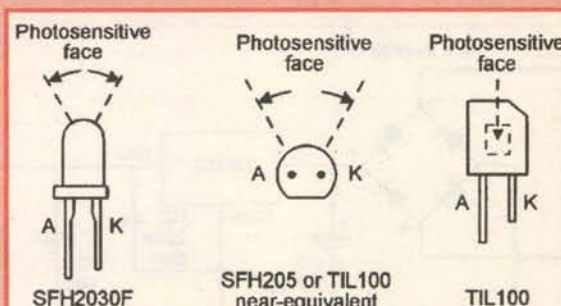 Photosensitive
face
A
K
SFH2030F
Photosensitive
face
A
K
SFH205 or TIL100
near-equivalent
Photosensitive
face
A
K
TIL100